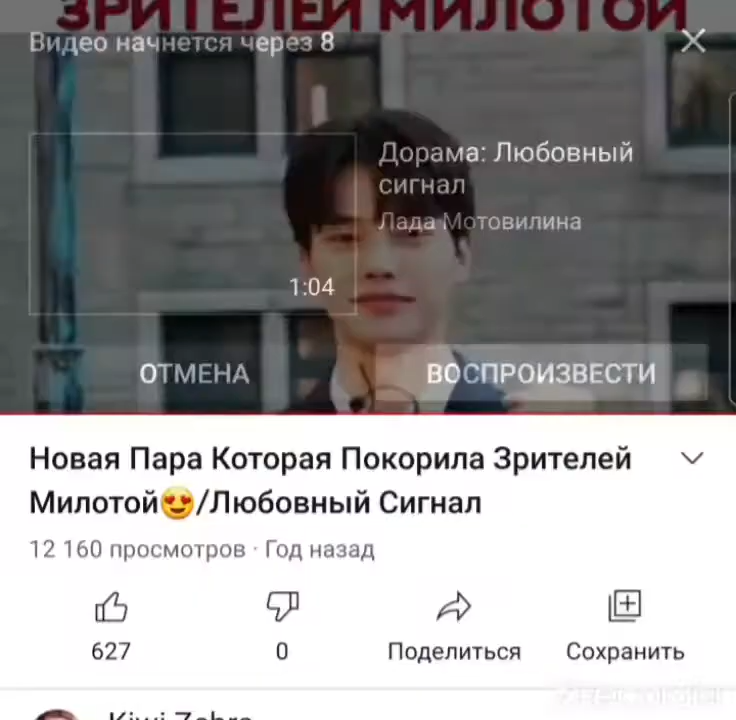 ЗРИТЕЛЕЙ МИЛОТОЙ
Видео начнется через 8
Дорама: Любовный
сигнал
Лада Мотовилина
1:04
ОТМЕНА
ВОСПРОИЗВЕСТИ
Новая Пара Которая Покорила Зрителей
Милотой😍/Любовный Сигнал
12 160 просмотров · Год назад
627
0
Поделиться
Сохранить
Kiwi Zebra